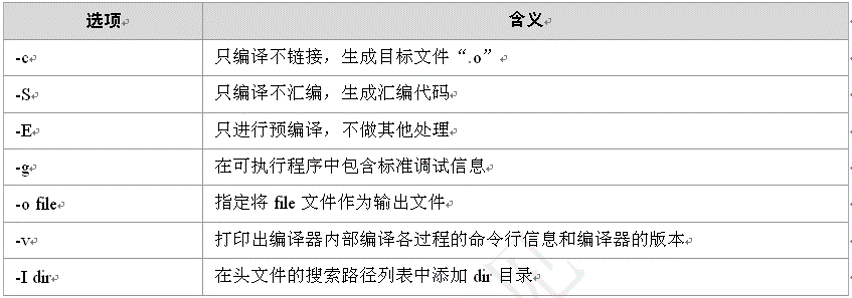 选项 含义
-c 只编译不链接，生成目标文件“.o”
-S 只编译不汇编，生成汇编代码
-E 只进行预编译，不做其他处理
-g 在可执行程序中包含标准调试信息
-o file 指定将 file 文件作为输出文件
-v 打印出编译器内部编译各过程的命令行信息和编译器的版本
-I dir 在头文件的搜索路径列表中添加 dir 目录